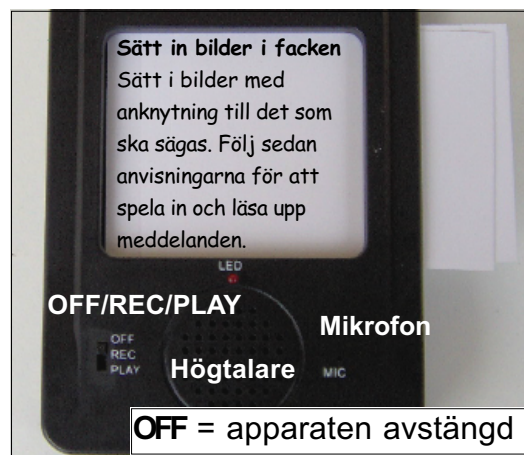 Sätt in bilder i facken
Sätt i bilder med
anknytning till det som
ska sägas. Följ sedan
anvisningarna för att
spela in och läsa upp
meddelanden.
LED
OFF/REC/PLAY
Mikrofon
OFF
REC
PLAY
Högtalare
MIC
OFF = apparaten avstängd